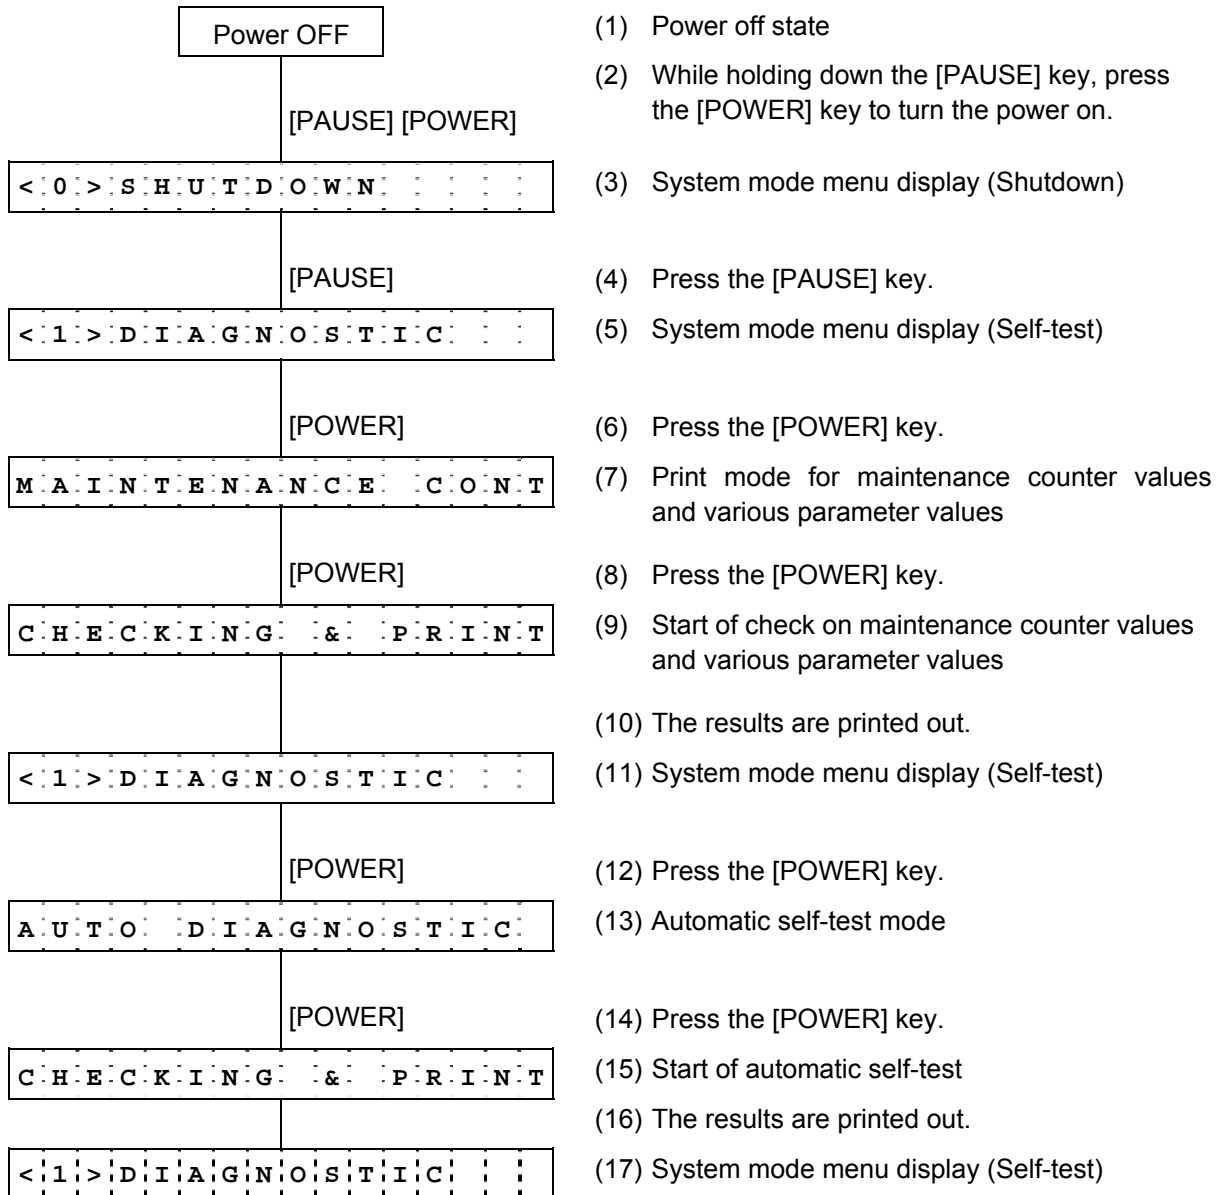 Power OFF
(1) Power off state
(2) While holding down the [PAUSE] key, press
the [POWER] key to turn the power on.
[PAUSE] [POWER]
<0>SHUTDOWN
(3) System mode menu display (Shutdown)
[PAUSE]
(4) Press the [PAUSE] key.
<1>DIAGNOSTIC
(5) System mode menu display (Self-test)
[POWER]
(6) Press the [POWER] key.
MAINTENANCE CONT
(7) Print mode for maintenance counter values
and various parameter values
[POWER]
(8) Press the [POWER] key.
CHECKING & PRINT
(9) Start of check on maintenance counter values
and various parameter values
(10) The results are printed out.
<1>DIAGNOSTIC
(11) System mode menu display (Self-test)
[POWER]
(12) Press the [POWER] key.
AUTO DIAGNOSTIC
(13) Automatic self-test mode
[POWER]
(14) Press the [POWER] key.
CHECKING & PRINT
(15) Start of automatic self-test
(16) The results are printed out.
<1>DIAGNOSTIC
(17) System mode menu display (Self-test)